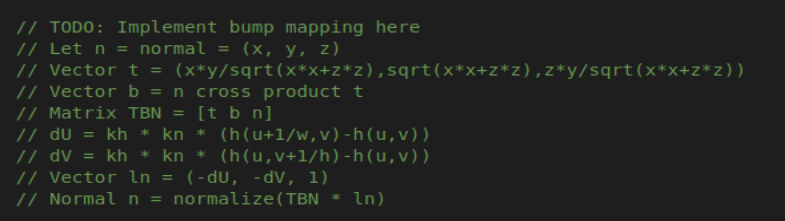 // TODO: Implement bump mapping here
// Let n = normal = (x, y, z)
// Vector t = (x*y/sqrt(x*x+z*z),sqrt(x*x+z*z),z*y/sqrt(x*x+z*z))
// Vector b = n cross product t
// Matrix TBN = [t b n]
// dU = kh * kn * (h(u+1/w,v)-h(u,v))
// dV = kh * kn * (h(u,v+1/h)-h(u,v))
// Vector ln = (-dU, -dV, 1)
// Normal n = normalize(TBN * ln)